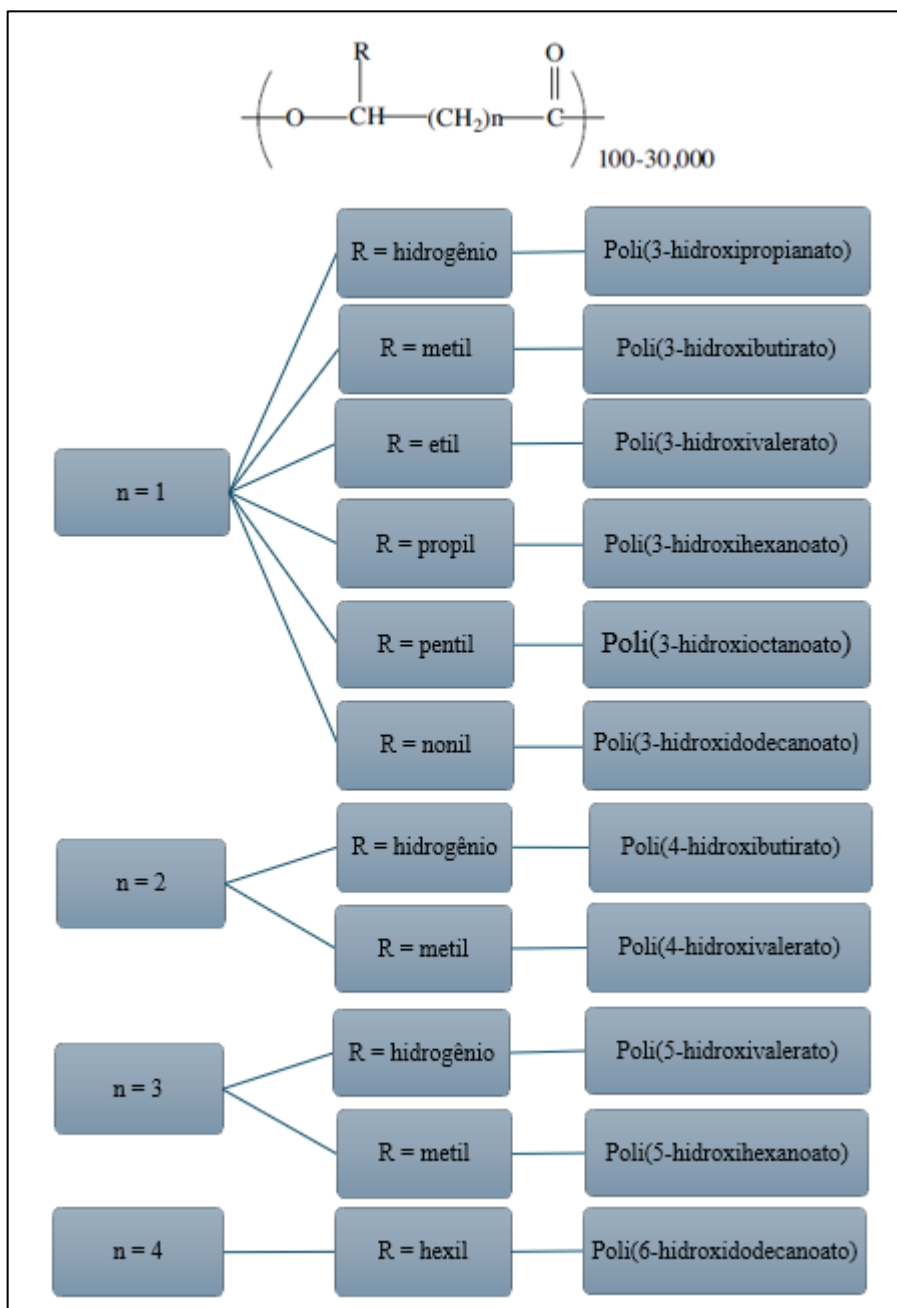 R
O
O
CH
(CH₂)n
C
100-30,000
R = hidrogênio
Poli(3-hidroxipropianato)
R = metil
Poli(3-hidroxibutirato)
R = etil
Poli(3-hidroxivalerato)
n = 1
R = propil
Poli(3-hidroxihexanoato)
R = pentil
Poli(3-hidroxioctanoato)
R = nonil
Poli(3-hidroxidodecanoato)
n = 2
R = hidrogênio
Poli(4-hidroxibutirato)
R = metil
Poli(4-hidroxivalerato)
n = 3
R = hidrogênio
Poli(5-hidroxivalerato)
R = metil
Poli(5-hidroxihexanoato)
n = 4
R = hexil
Poli(6-hidroxidodecanoato)